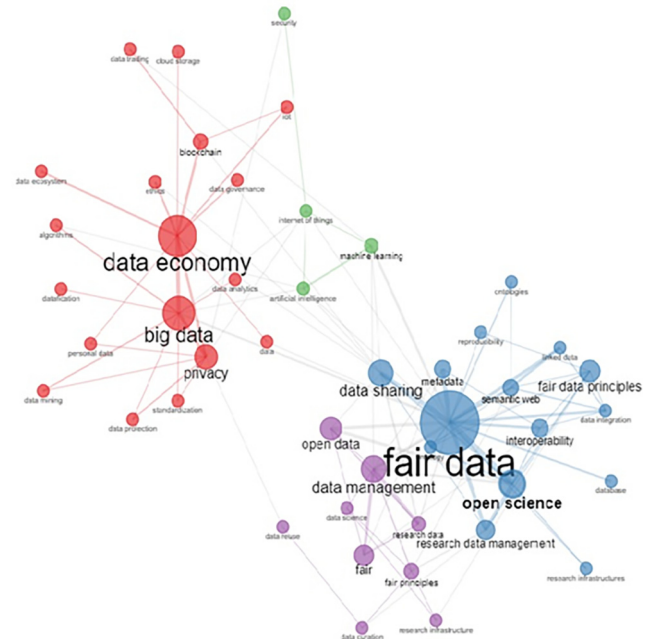 security
data trading
cloud storage
iot
blockchain
data ecosystem
ethics
data governance
algorithms
internet of things
data economy
machine learning
data analytics
artificial intelligence
datafication
ontologies
big data
reproducibility
personal data
data
linked data
privacy
metadata
fair data principles
data sharing
semantic web
data mining
standardization
data integration
data protection
open data
interoperability
fair data
data management
database
open science
data science
research data
data reuse
research data management
fair
fair principles
research infrastructures
data curation
research infrastructure